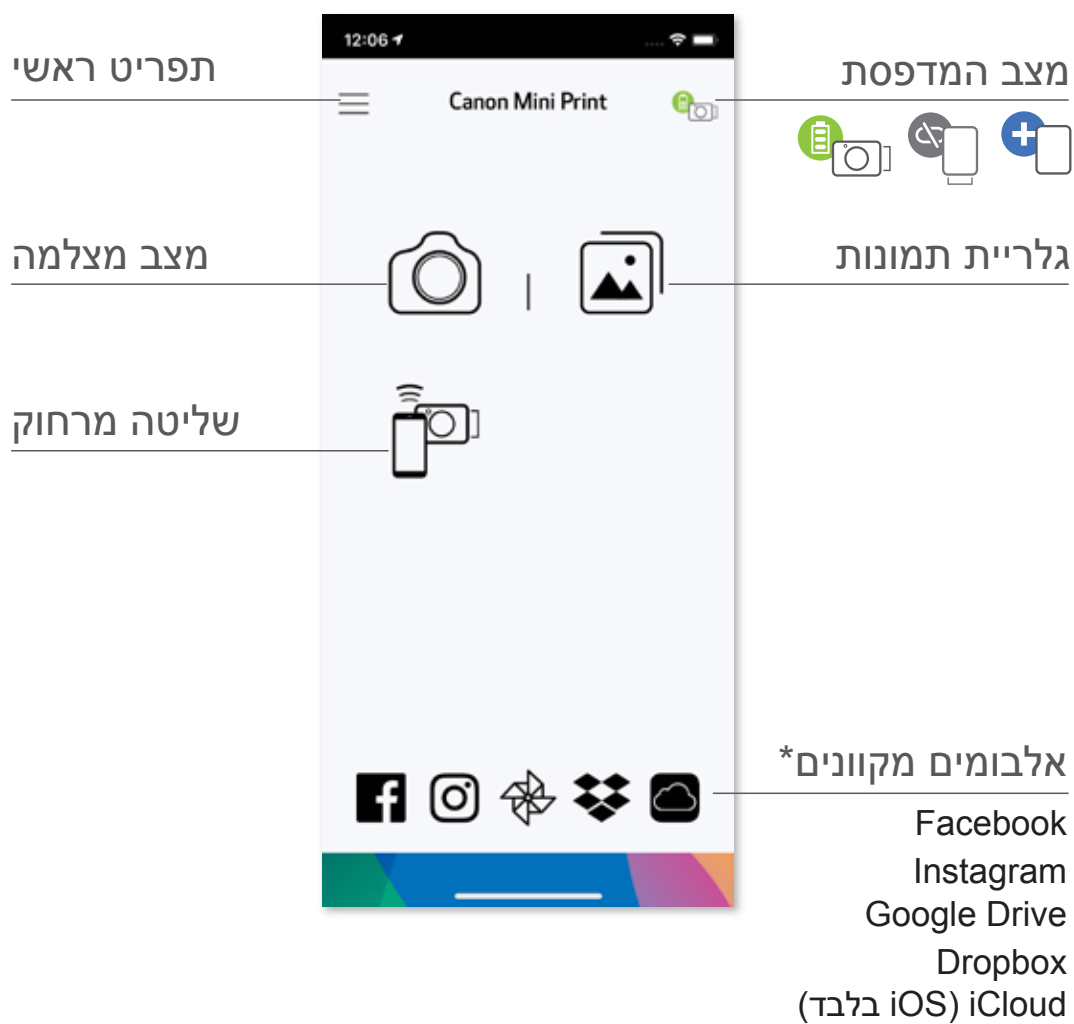 12:06
Canon Mini Print
תפריט ראשי
מצב המדפסת
מצב מצלמה
גלריית תמונות
שליטה מרחוק
אלבומים מקוונים*
Facebook
Instagram
Google Drive
Dropbox
iCloud (iOS בלבד)